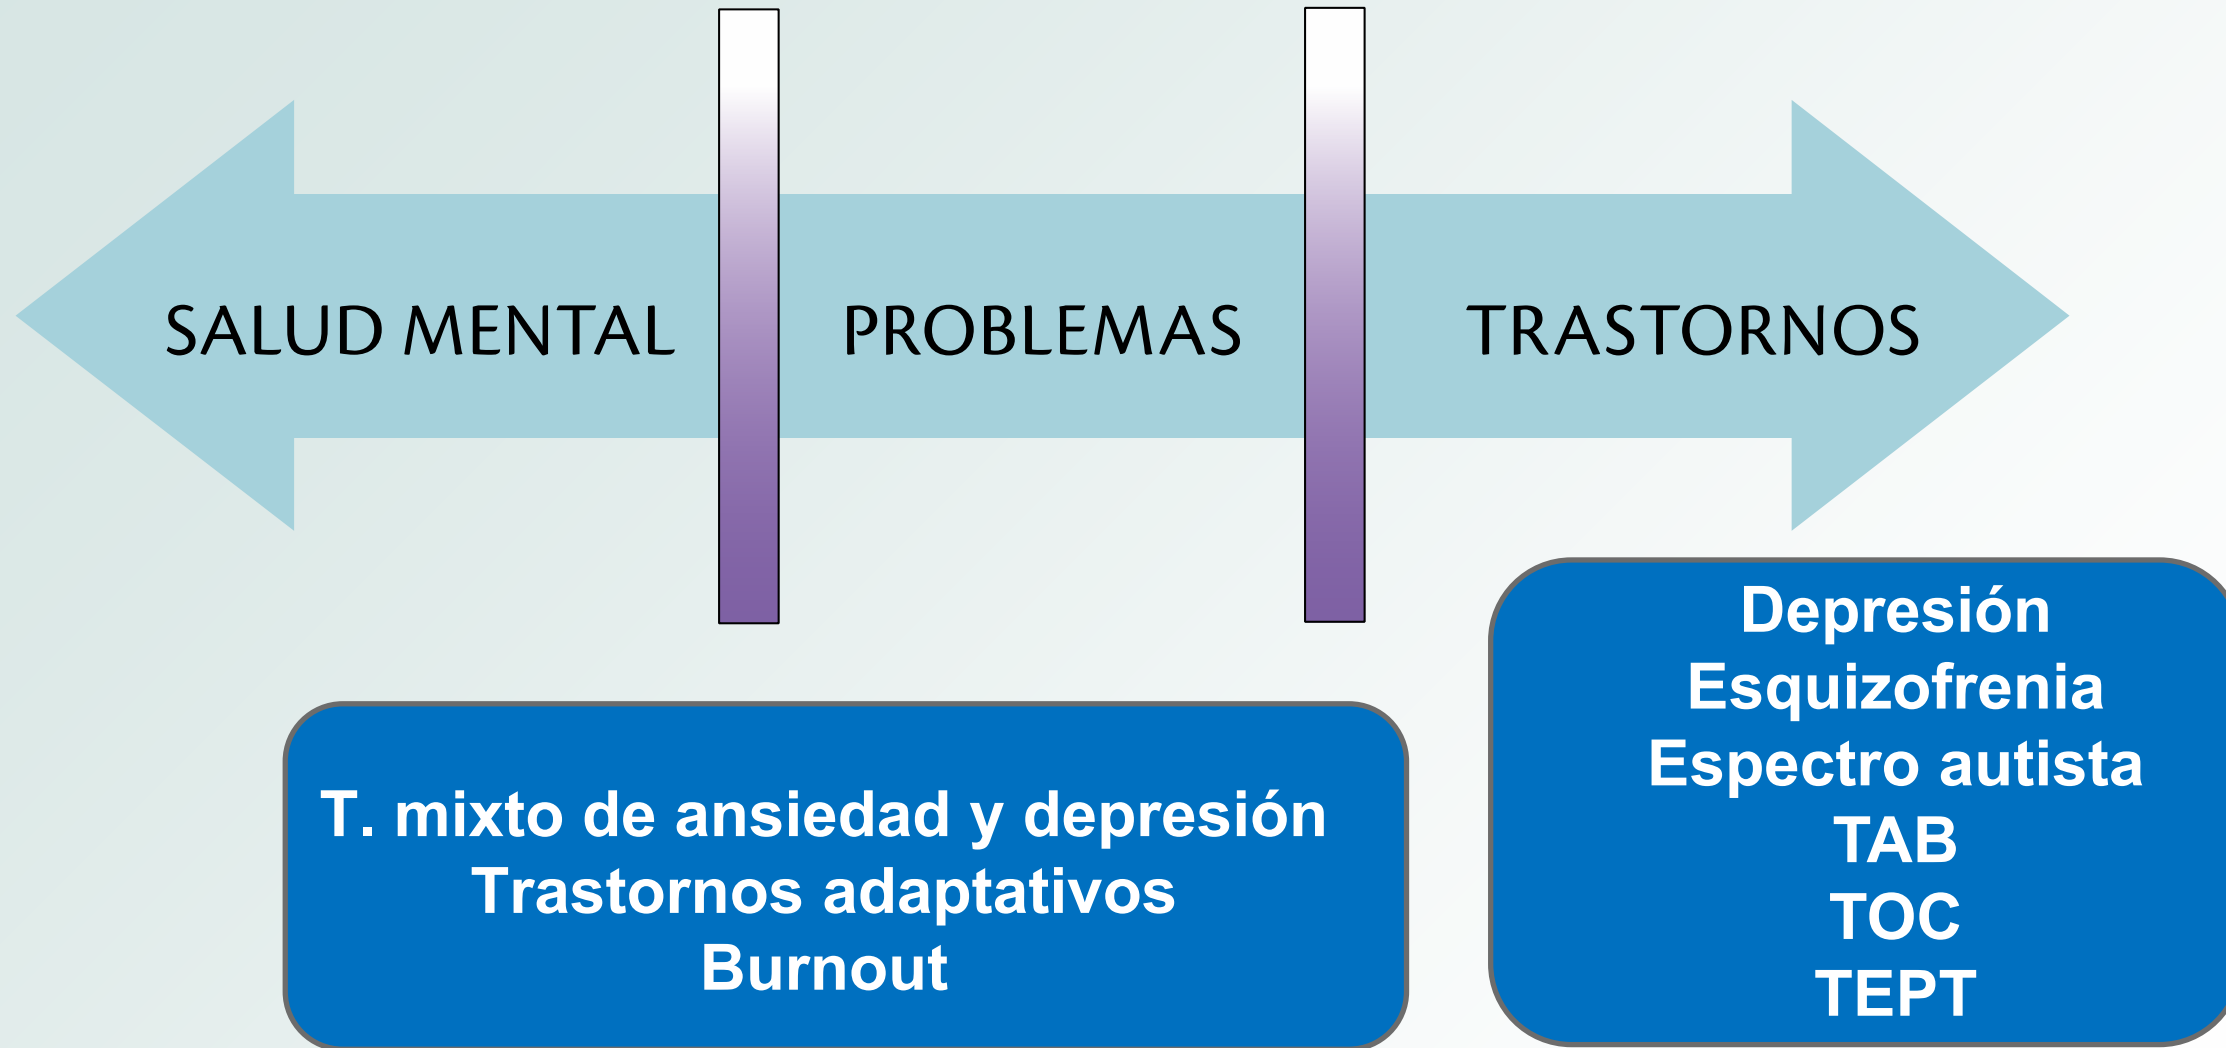 SALUD MENTAL
PROBLEMAS
TRASTORNOS
T. mixto de ansiedad y depresión
Trastornos adaptativos
Burnout
Depresión
Esquizofrenia
Espectro autista
TAB
TOC
TEPT